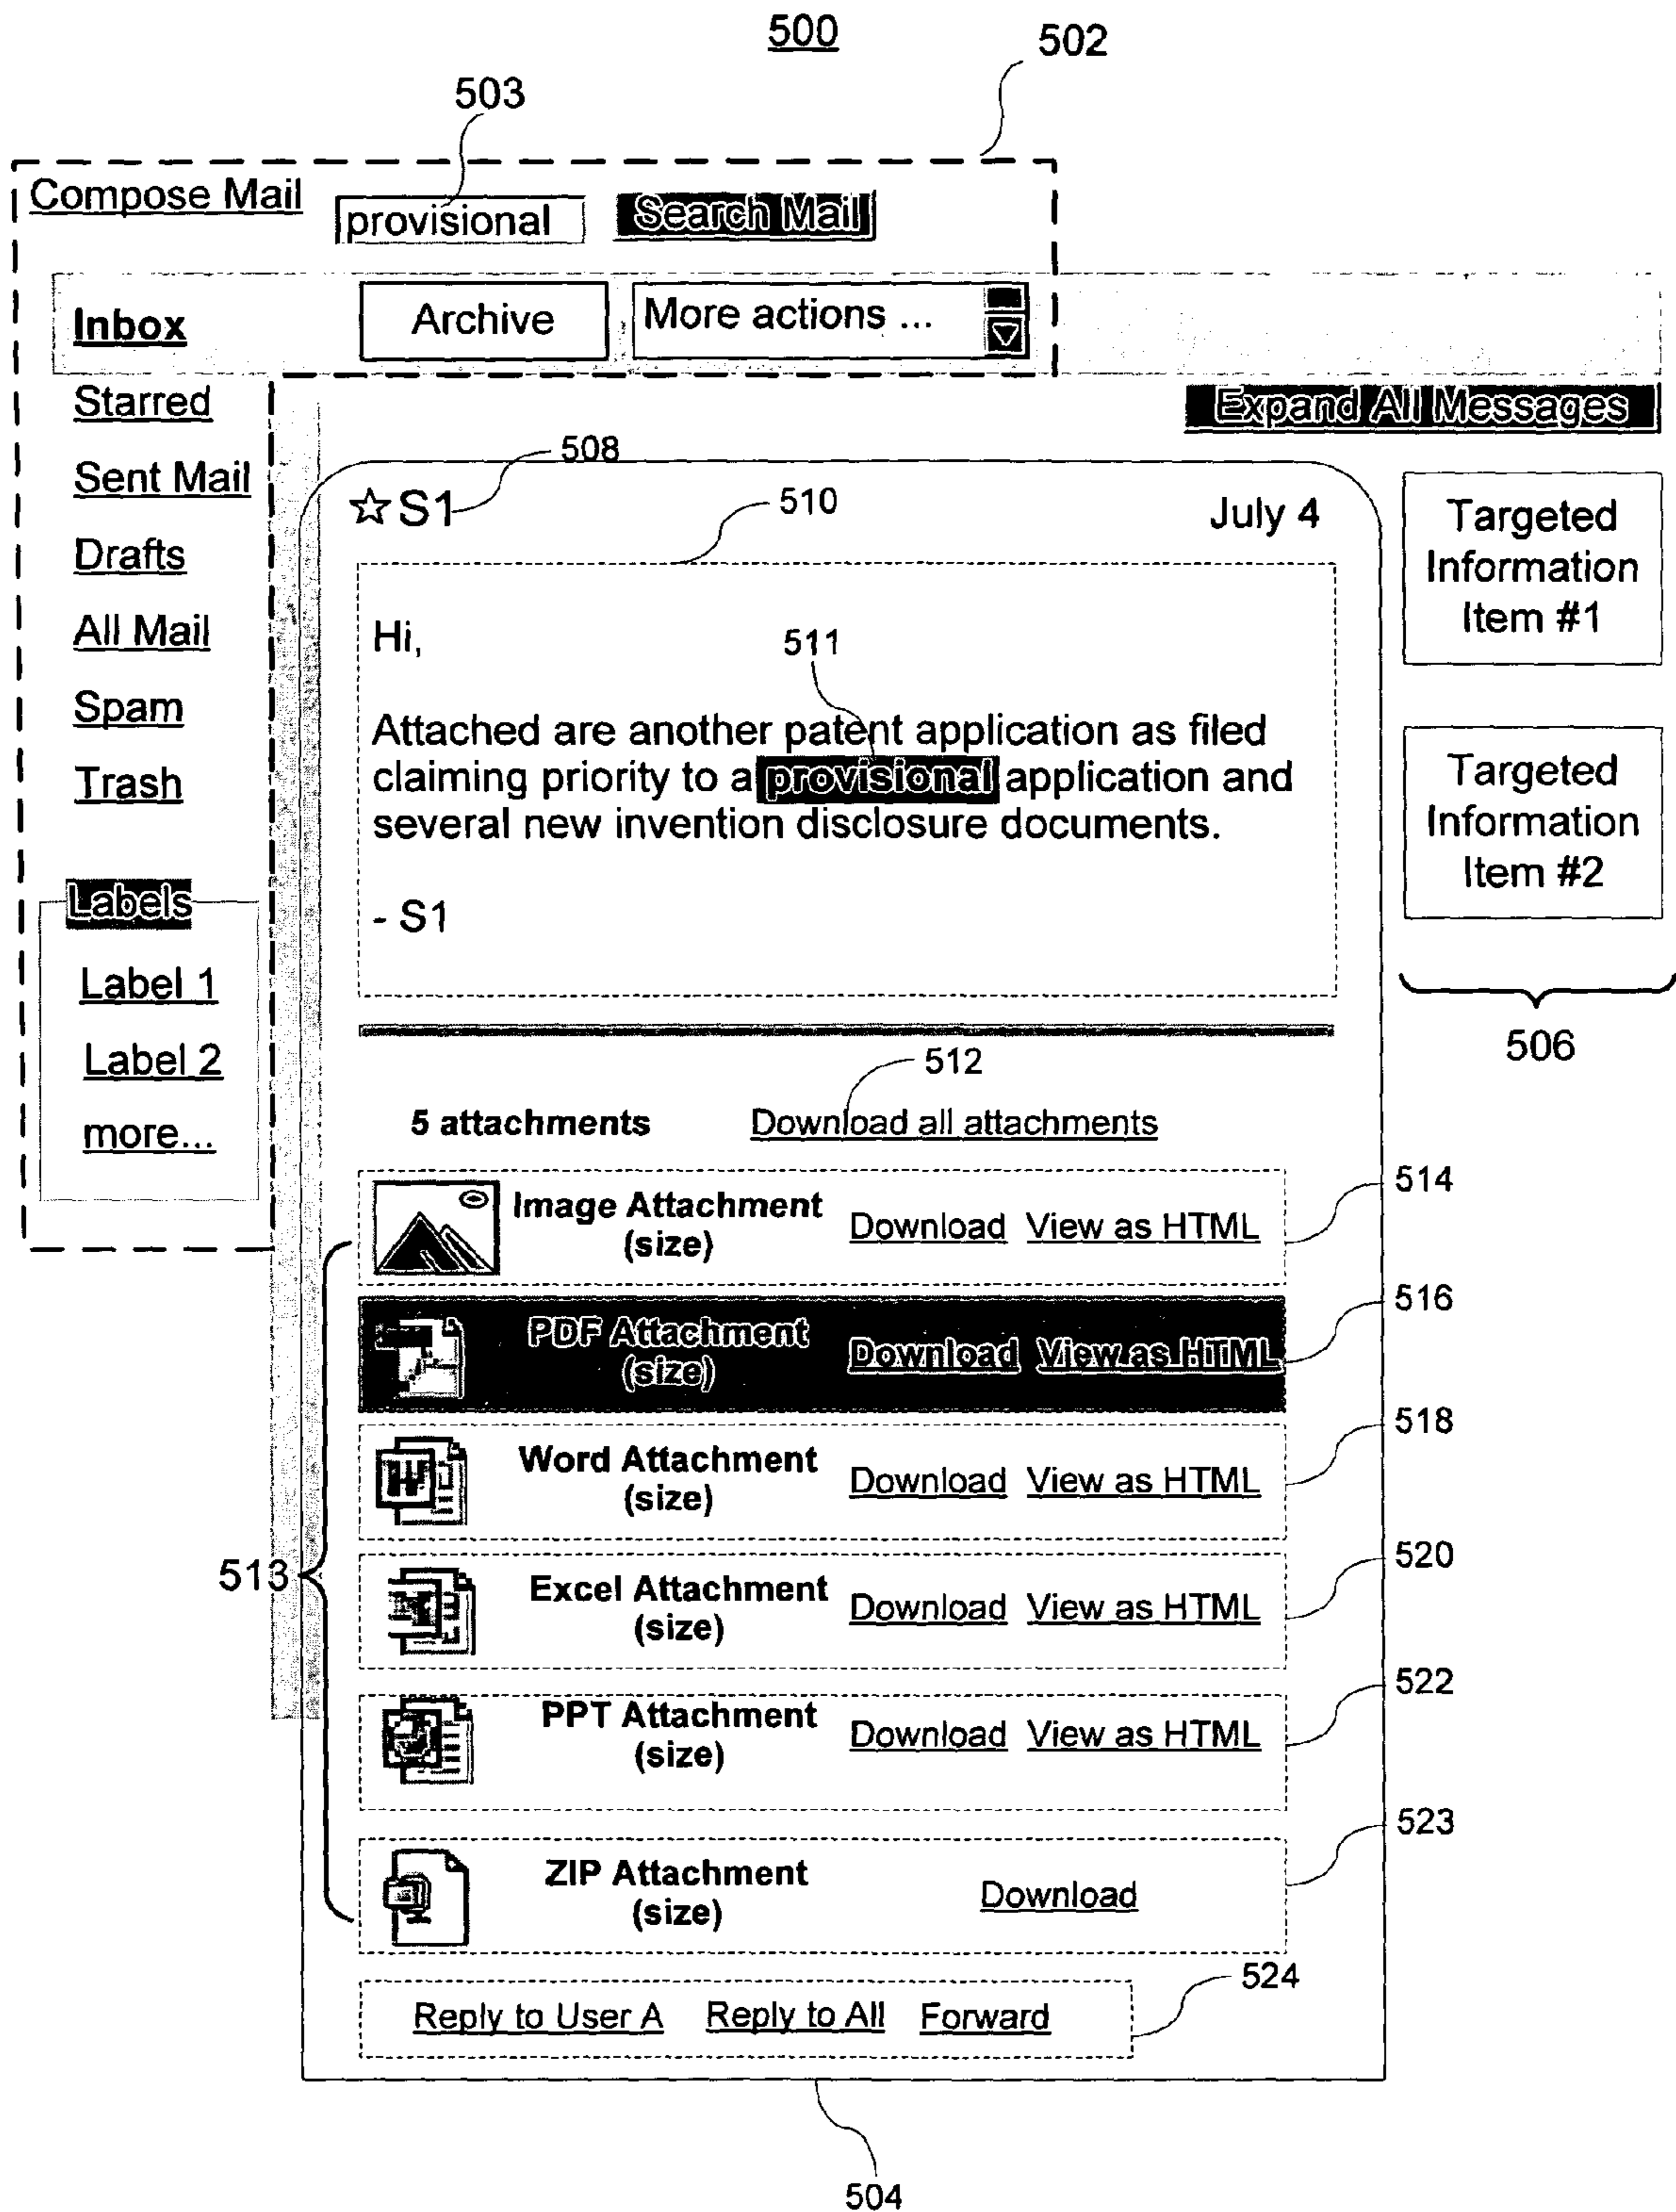 500
502
503
Compose Mail
provisional
Search Mail
Inbox
Archive
More actions ...
Starred
Sent Mail
Drafts
All Mail
Spam
Trash
Labels
Label 1
Label 2
more...
Expand All Messages
508
☆S1
510
July 4
Hi,
511
Attached are another patent application as filed
claiming priority to a provisional application and
several new invention disclosure documents.
- S1
Targeted
Information
Item #1
Targeted
Information
Item #2
506
512
5 attachments Download all attachments
Image Attachment
(size)
Download View as HTML
514
PDF Attachment
(size)
Download View as HTML
516
Word Attachment
(size)
Download View as HTML
518
513
Excel Attachment
(size)
Download View as HTML
520
PPT Attachment
(size)
Download View as HTML
522
ZIP Attachment
(size)
Download
523
Reply to User A Reply to All Forward
524
504